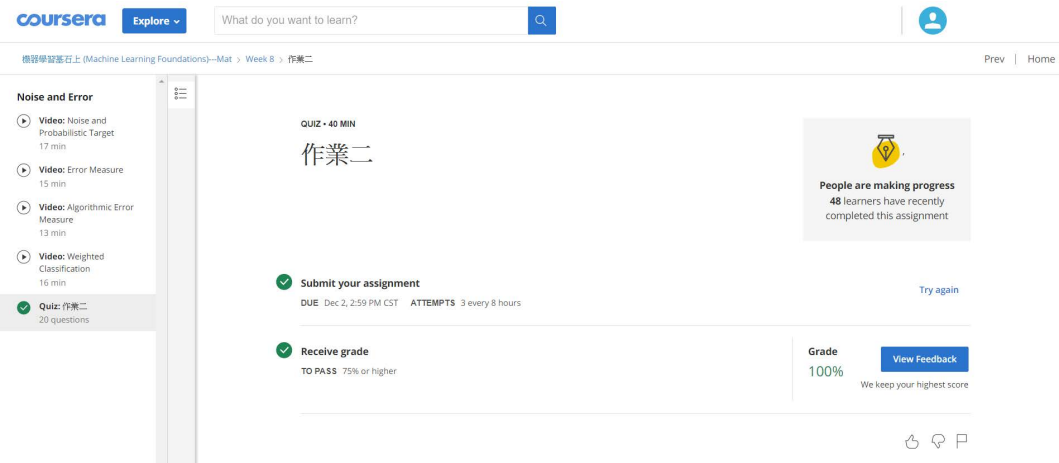 coursera
Explore
What do you want to learn?
機器學習基石上 (Machine Learning Foundations)---Mat > Week 8 > 作業二
Prev | Home
Noise and Error
Video: Noise and
Probabilistic Target
17 min
Video: Error Measure
15 min
Video: Algorithmic Error
Measure
13 min
Video: Weighted
Classification
16 min
Quiz: 作業二
20 questions
QUIZ • 40 MIN
作業二
People are making progress
48 learners have recently
completed this assignment
Submit your assignment
DUE Dec 2, 2:59 PM CST ATTEMPTS 3 every 8 hours
Try again
Receive grade
TO PASS 75% or higher
Grade
100%
View Feedback
We keep your highest score